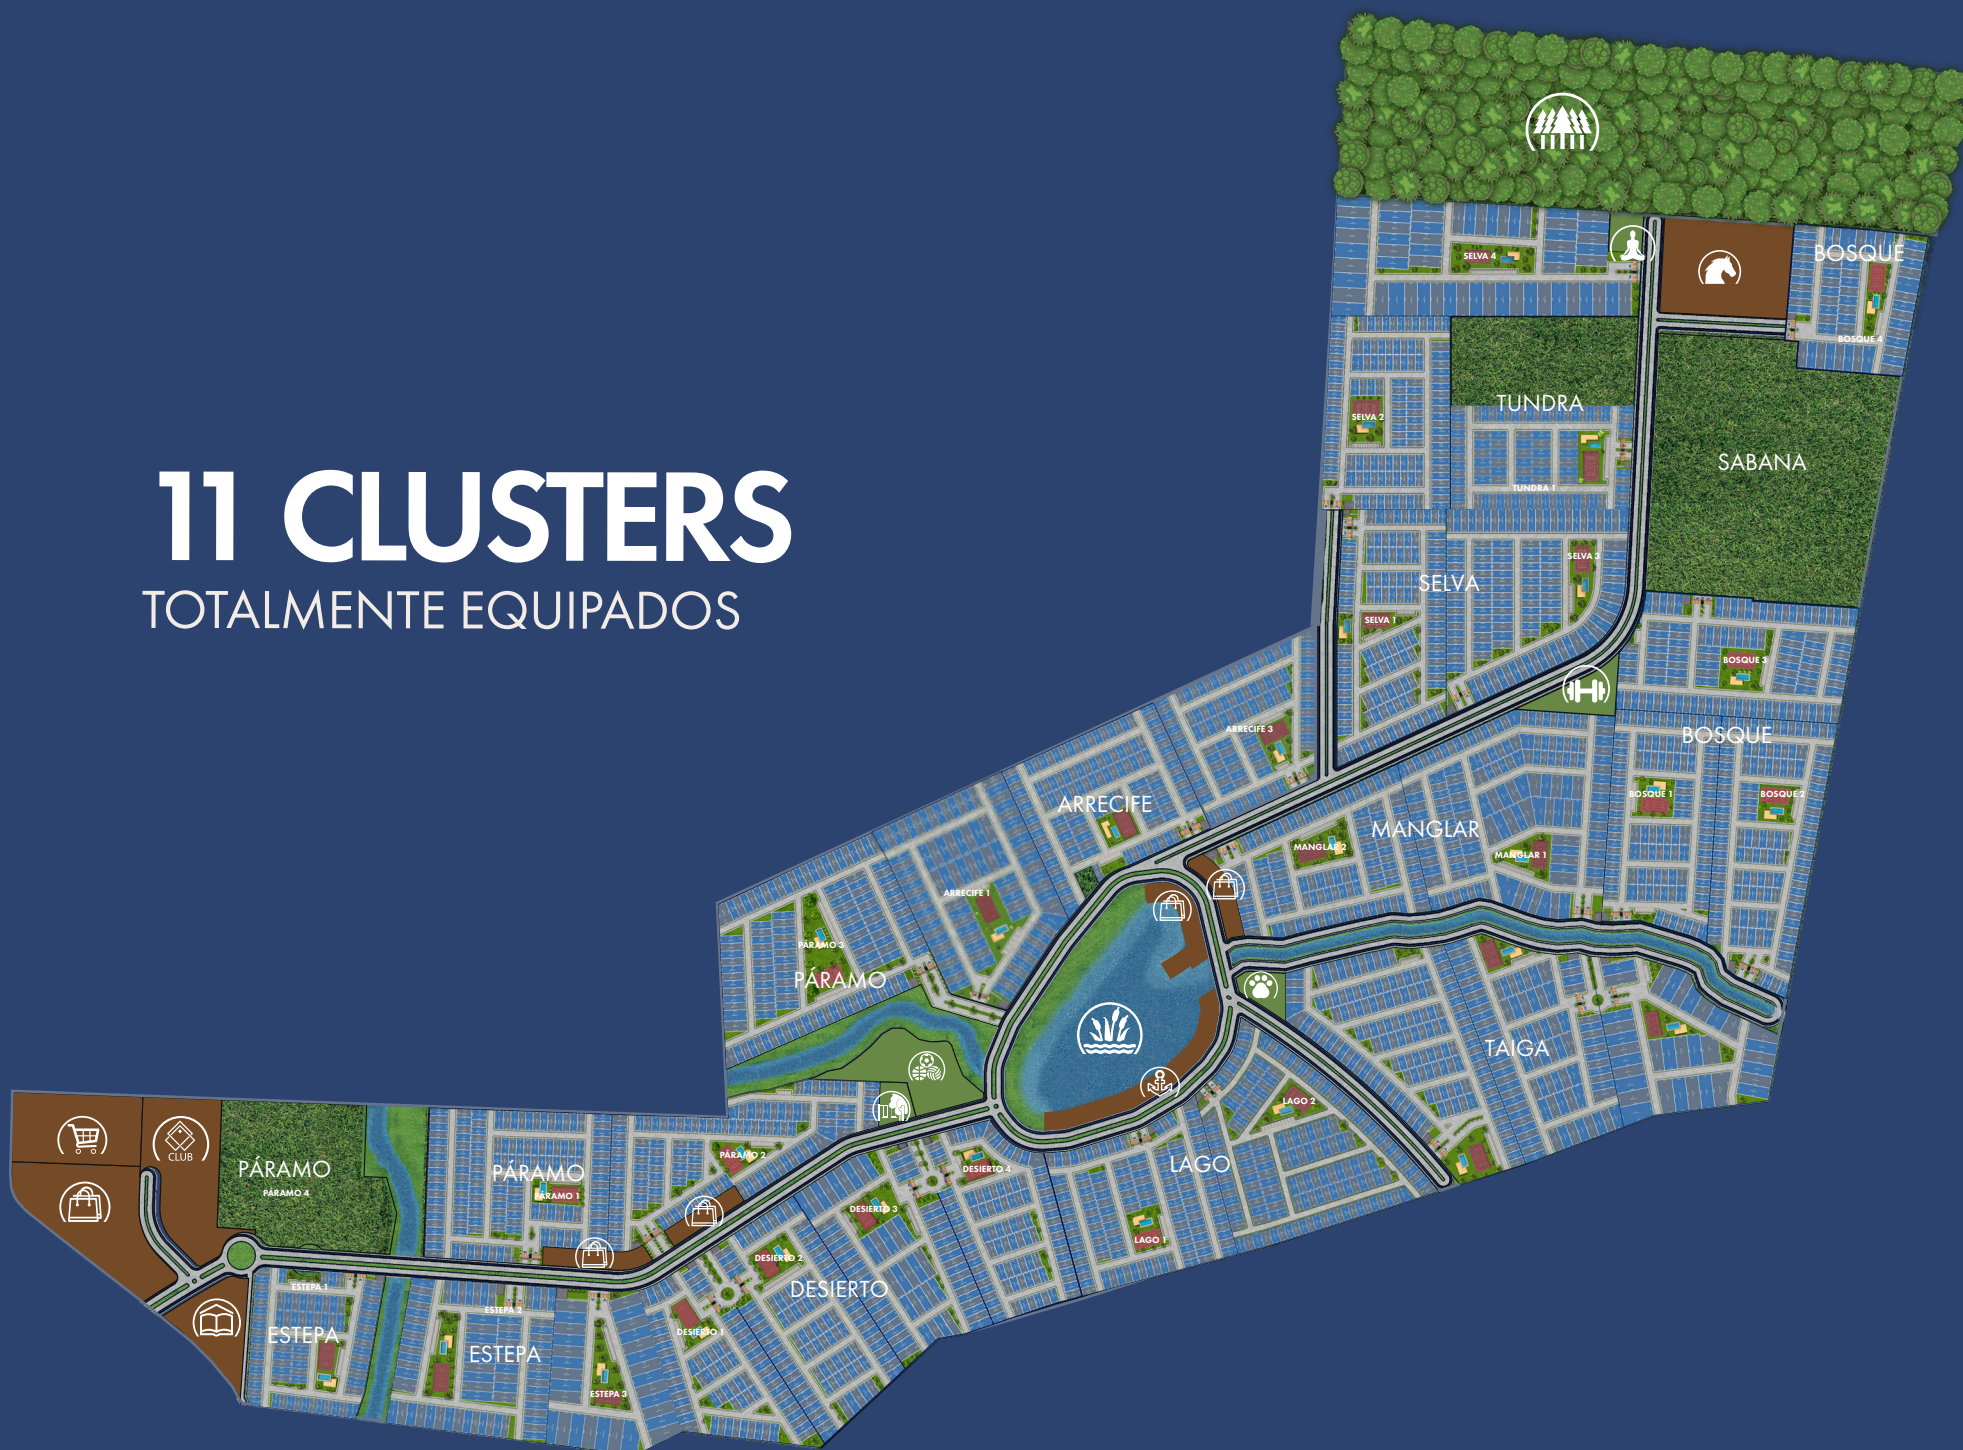 11 CLUSTERS
TOTALMENTE EQUIPADOS
BOSQUE
SELVA 4
BOSQUE 4
TUNDRA
SELVA 2
SABANA
TUNDRA 1
SELVA 3
SELVA
SELVA 1
BOSQUE 3
ARRECIFE 3
BOSQUE
ARRECIFE
BOSQUE 1
BOSQUE 2
MANGLAR
MANGLAR 2
MANGLAR 1
ARRECIFE 1
PÁRAMO 3
PÁRAMO
TAIGA
LAGO 2
CLUB
PÁRAMO
PÁRAMO 4
PÁRAMO
PÁRAMO 1
PÁRAMO 2
DESIERTO 4
LAGO
DESIERTO 3
LAGO 1
DESIERTO 2
DESIERTO
ESTEPA 1
ESTEPA 2
ESTEPA
ESTEPA
DESIERTO 1
ESTEPA 3